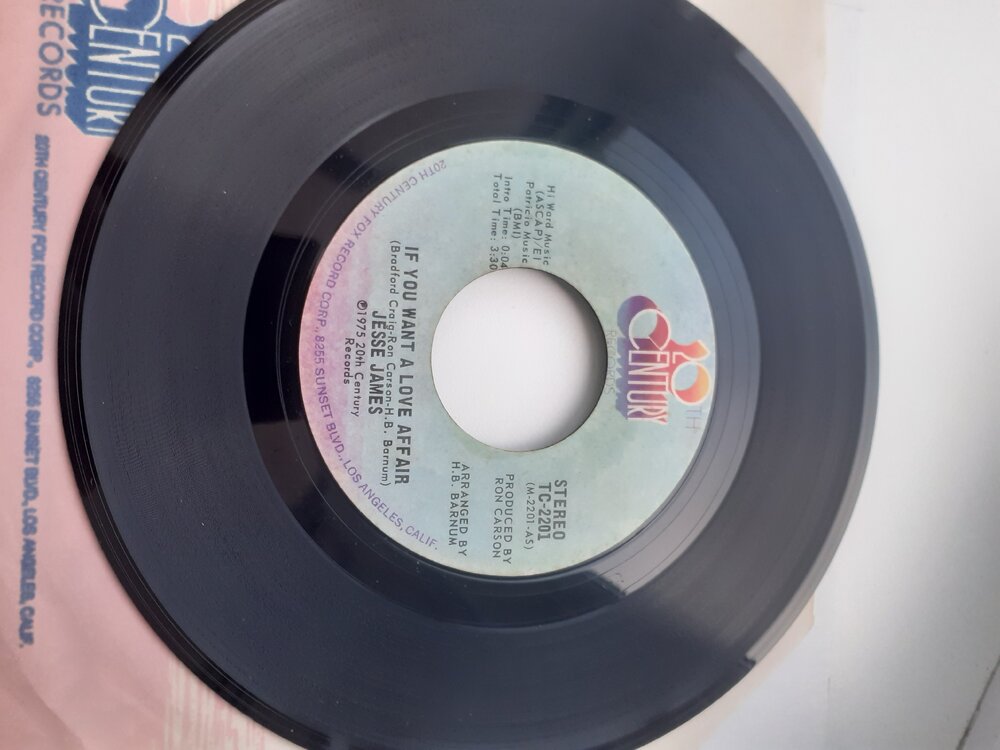 20TH
CENTURY
RECORDS
Hi Ward Music
(ASCAP)/El
Patricio Music
(BMI)
Intro Time: 0:04
Total Time: 3:30
STEREO
TC-2201
(M-2201-AS)
PRODUCED BY
RON CARSON
ARRANGED BY
H.B. BARNUM
IF YOU WANT A LOVE AFFAIR
(Bradford Craig-Ron Carson-H.B. Barnum)
JESSE JAMES
℗1975 20th Century
Records
20TH CENTURY FOX RECORD CORP., 8255 SUNSET BLVD., LOS ANGELES, CALIF.
CENTURY
RECORDS
20TH CENTURY FOX RECORD CORP., 8255 SUNSET BLVD, LOS ANGELES, CALIF.